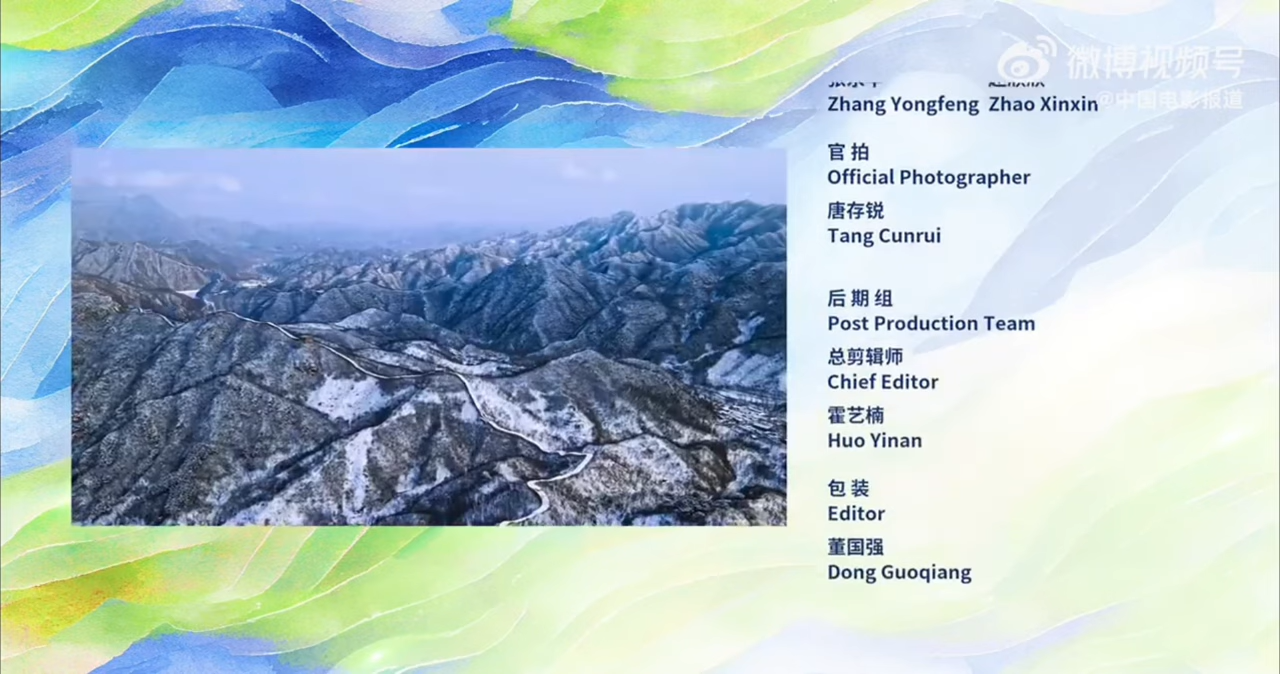 微博视频号
@中国电影报道
Zhang Yongfeng Zhao Xinxin
官 拍
Official Photographer
唐存锐
Tang Cunrui
后 期 组
Post Production Team
总剪辑师
Chief Editor
霍艺楠
Huo Yinan
包 装
Editor
董国强
Dong Guoqiang